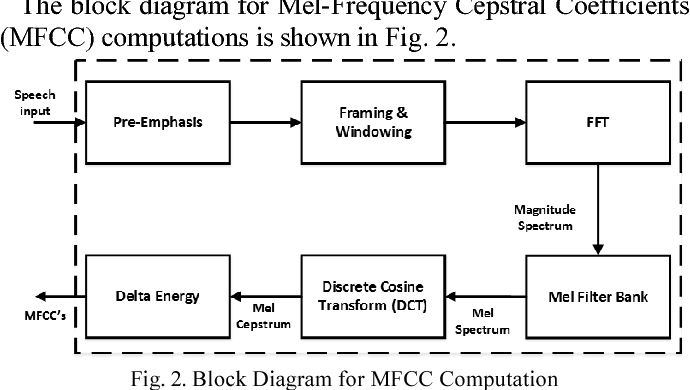 The block diagram for Mel-Frequency Cepstral Coefficients
(MFCC) computations is shown in Fig. 2.
Speech
input
Pre-Emphasis
Framing &
Windowing
FFT
Magnitude
Spectrum
Mel Filter Bank
Mel
Spectrum
Discrete Cosine
Transform (DCT)
Mel
Cepstrum
Delta Energy
MFCC's
Fig. 2. Block Diagram for MFCC Computation